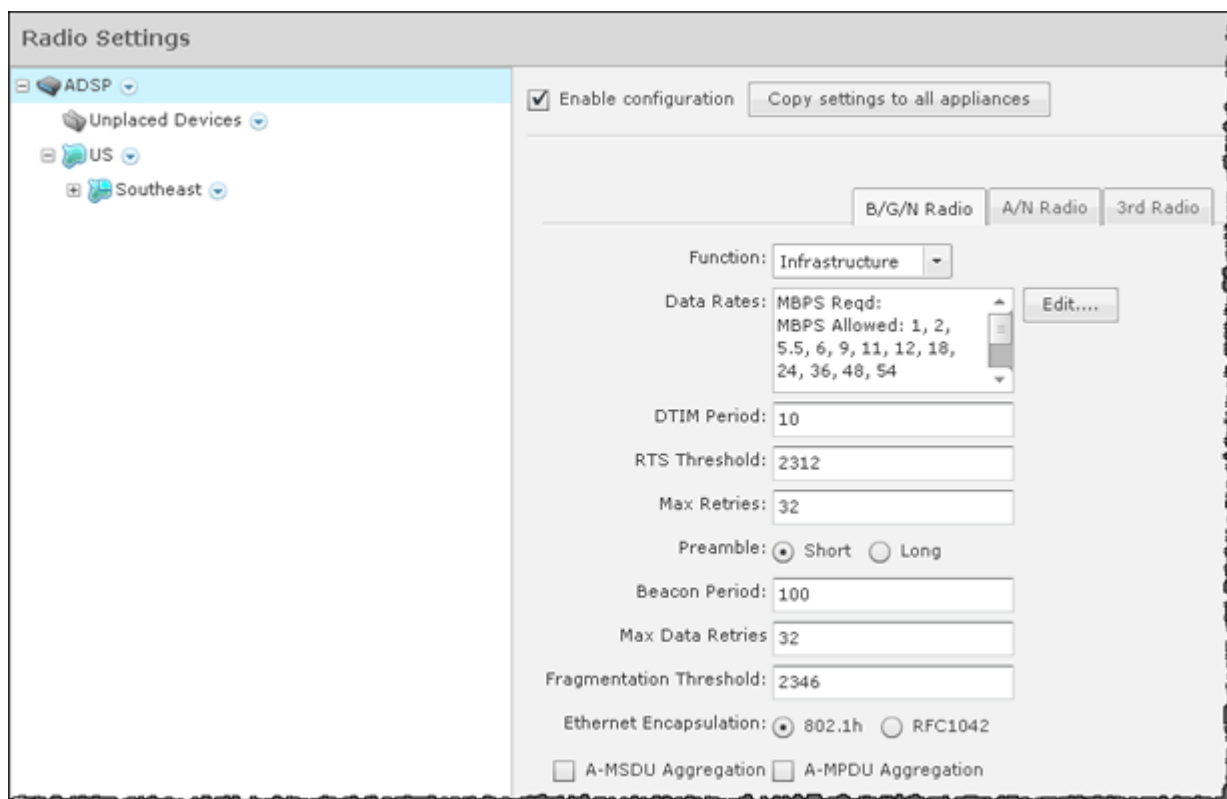 Radio Settings
ADSP
Unplaced Devices
US
Southeast
Enable configuration
Copy settings to all appliances
B/G/N Radio
A/N Radio
3rd Radio
Function: Infrastructure
Data Rates: MBPS Reqd:
MBPS Allowed: 1, 2,
5.5, 6, 9, 11, 12, 18,
24, 36, 48, 54
Edit....
DTIM Period: 10
RTS Threshold: 2312
Max Retries: 32
Preamble: Short Long
Beacon Period: 100
Max Data Retries 32
Fragmentation Threshold: 2346
Ethernet Encapsulation: 802.1h RFC1042
A-MSDU Aggregation A-MPDU Aggregation